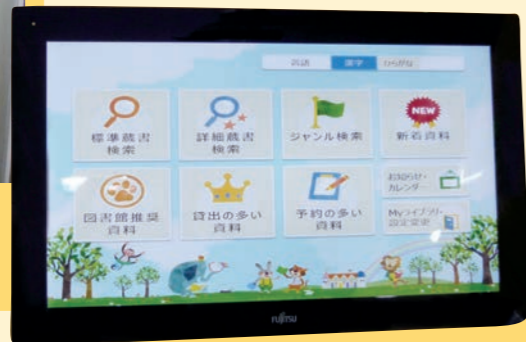 言語 漢字 ひらがな
標準蔵書
検索
詳細蔵書
検索
ジャンル検索
NEW
新着資料
図書館推奨
資料
貸出の多い
資料
予約の多い
資料
お知らせ・
カレンダー
Myライブラリ・
設定変更
FUJITSU